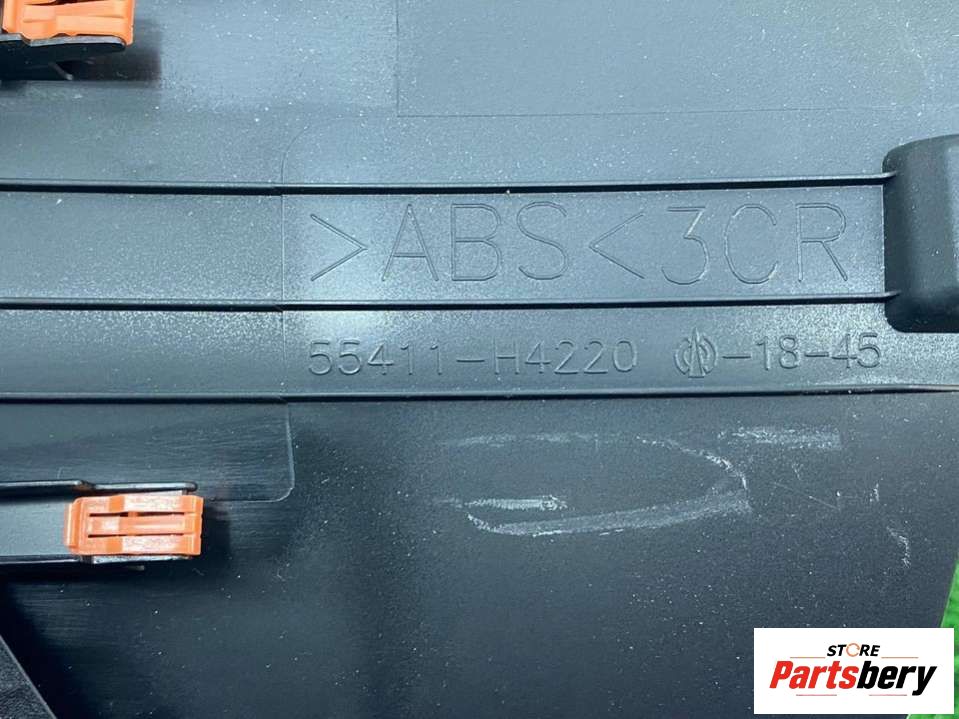 >ABS< 3CR
55411-H4220 -18-45
STORE
Partsbery